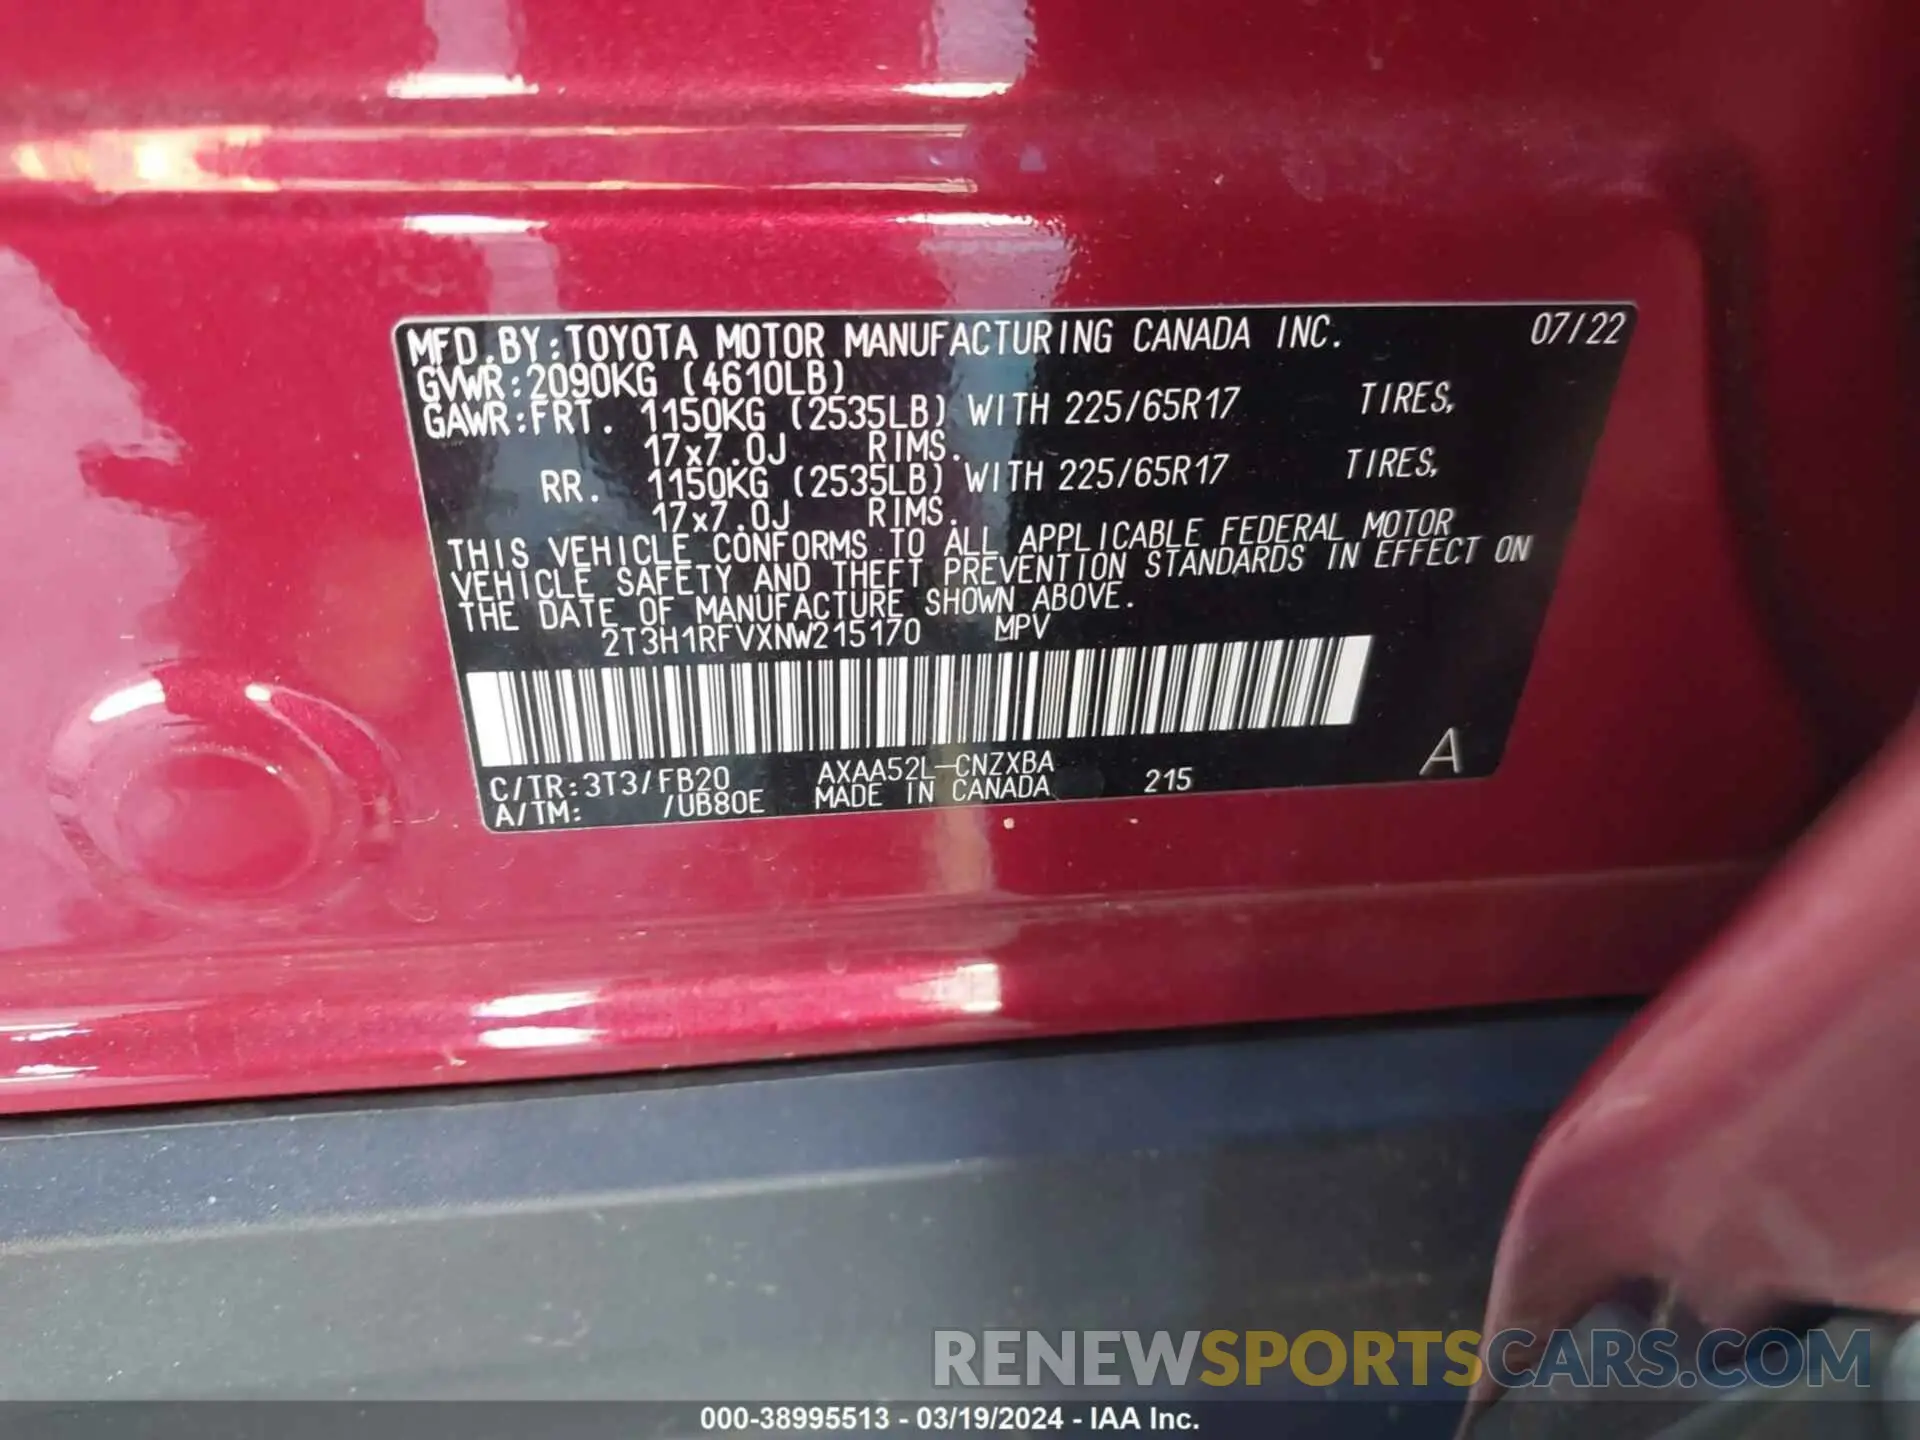 MFD.BY:TOYOTA MOTOR MANUFACTURING CANADA INC. 07/22
GVWR:2090KG (4610LB)
GAWR:FRT. 1150KG (2535LB) WITH 225/65R17 TIRES,
17x7.0J RIMS.
RR. 1150KG (2535LB) WITH 225/65R17 TIRES,
17x7.0J RIMS.
THIS VEHICLE CONFORMS TO ALL APPLICABLE FEDERAL MOTOR
VEHICLE SAFETY AND THEFT PREVENTION STANDARDS IN EFFECT ON
THE DATE OF MANUFACTURE SHOWN ABOVE.
2T3H1RFVXNW215170 MPV
C/TR:3T3/FB20 AXAA52L-CNZXBA 215 A
A/TM: /UB80E MADE IN CANADA
RENEWSPORTSCARS.COM
000-38995513 - 03/19/2024 - IAA Inc.